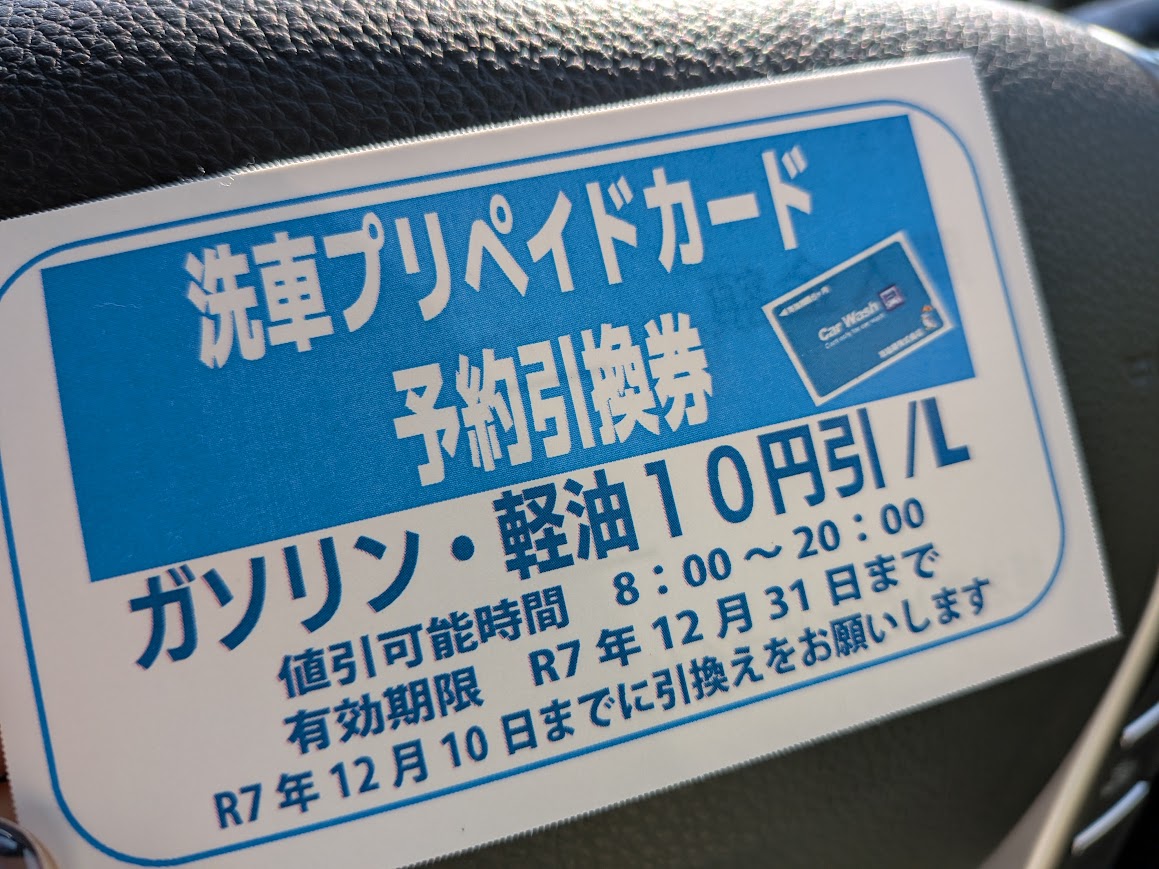 洗車プリペイドカード
予約引換券
Car Wash
ガソリン・軽油10円引/L
値引可能時間 8:00～20:00
有効期限 R7年12月31日まで
R7年12月10日までに引換えをお願いします